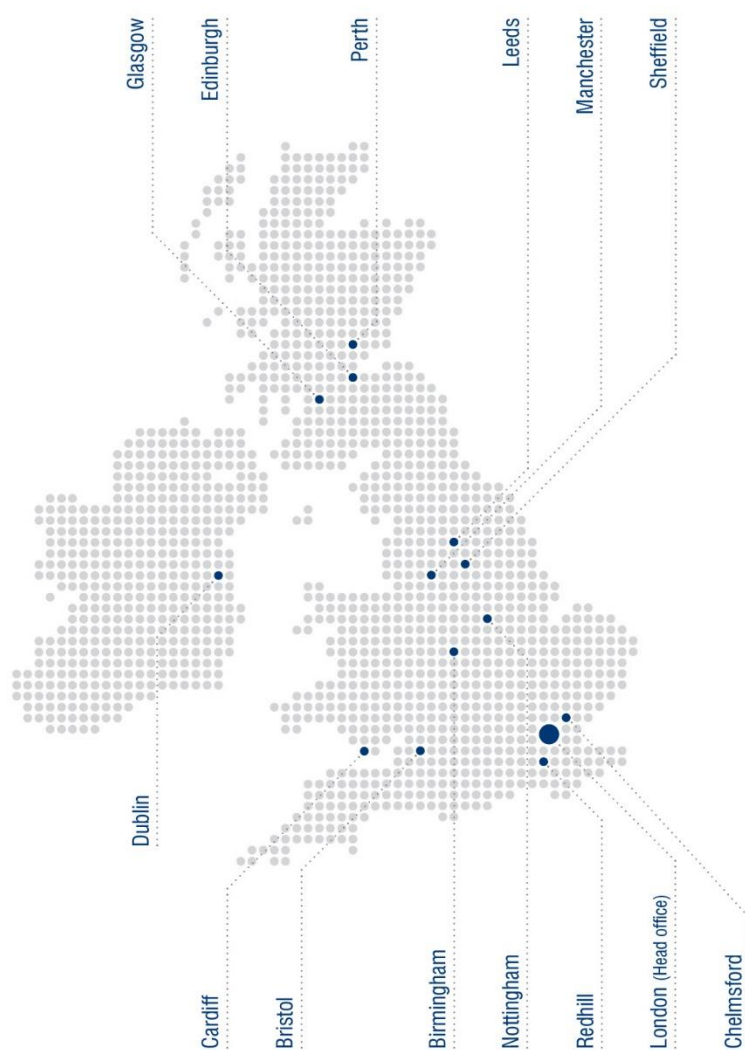 Glasgow
Edinburgh
Perth
Leeds
Manchester
Sheffield
Dublin
Cardiff
Bristol
Birmingham
Nottingham
Redhill
London (Head office)
Chelmsford